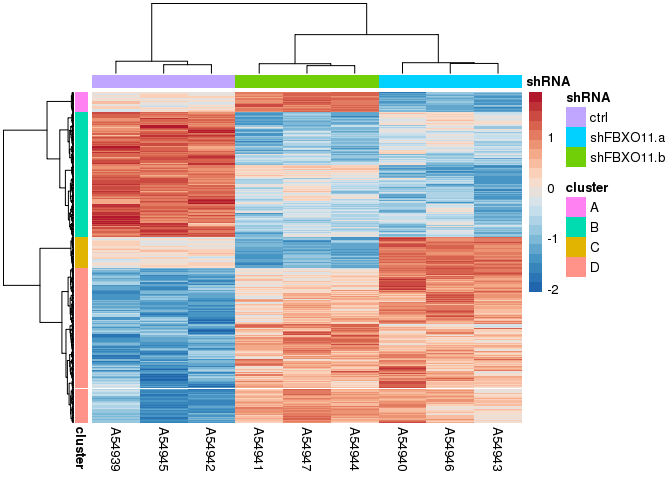 shRNA
shRNA
ctrl
shFBXO11.a
shFBXO11.b
1
0
-1
-2
cluster
A
B
C
D
cluster
A54939
A54945
A54942
A54941
A54947
A54944
A54940
A54946
A54943